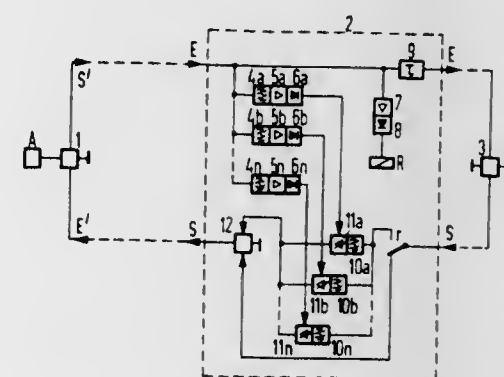 2
E
9
E
τ
S'
4a 5a 6a
7
4b 5b 6b
8
A
1
R
3
4n 5n 6n
11a
12
r
S
S
E'
10a
11b 10b
11n 10n